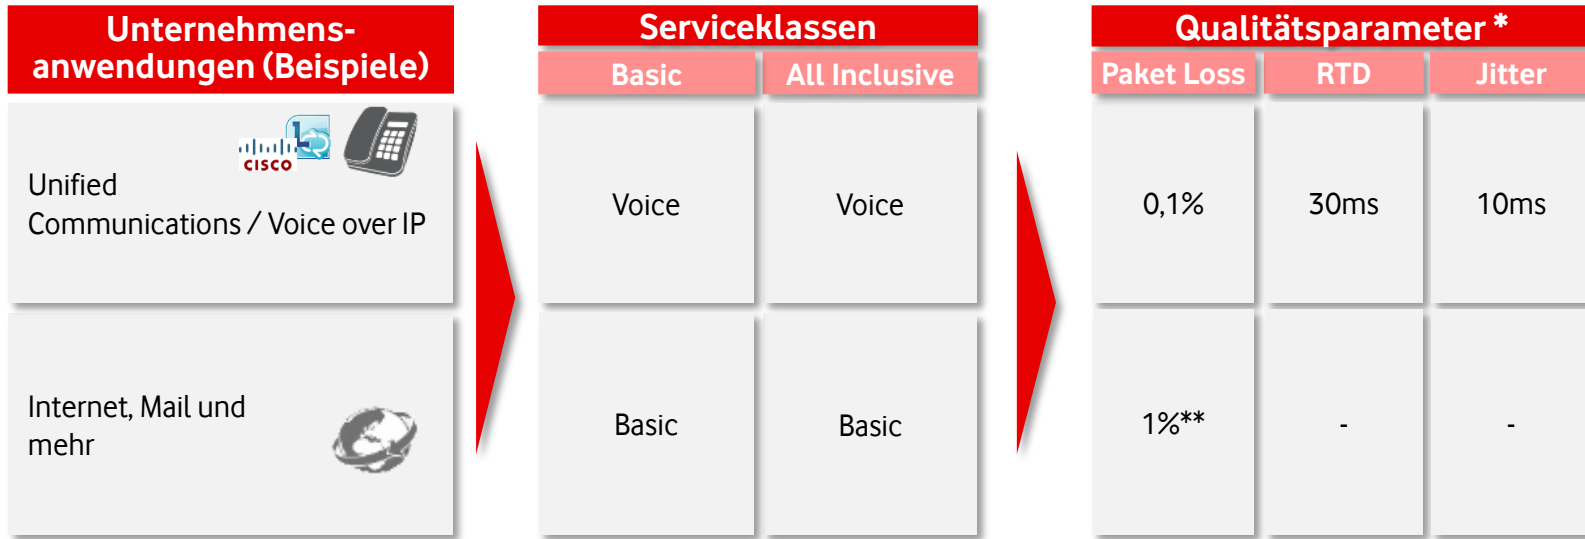 Unternehmens-
anwendungen (Beispiele)
Serviceklassen
Basic
All Inclusive
Qualitätsparameter *
Paket Loss
RTD
Jitter
CISCO
Unified
Communications / Voice over IP
Voice
Voice
0,1%
30ms
10ms
Internet, Mail und
mehr
Basic
Basic
1%**
-
-